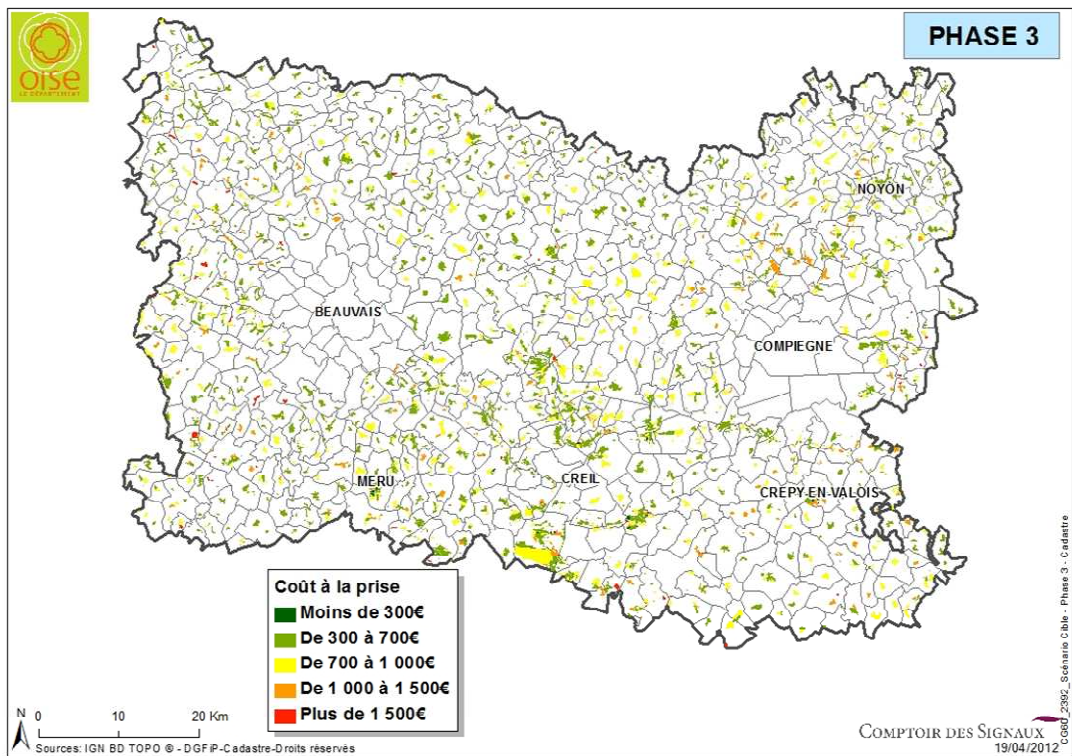 oise
LE DÉPARTEMENT
PHASE 3
NOYON
BEAUVAIS
COMPIEGNE
MERU
CREIL
CREPY-EN-VALOIS
Coût à la prise
Moins de 300€
De 300 à 700€
De 700 à 1 000€
De 1 000 à 1 500€
Plus de 1 500€
N
0 10 20 Km
Sources: IGN BD TOPO ® - DGFiP-Cadastre-Droits réservés
COMPTOIR DES SIGNAUX
19/04/2012
CG60_2392_Scénario Cible - Phase 3 - Cadastre